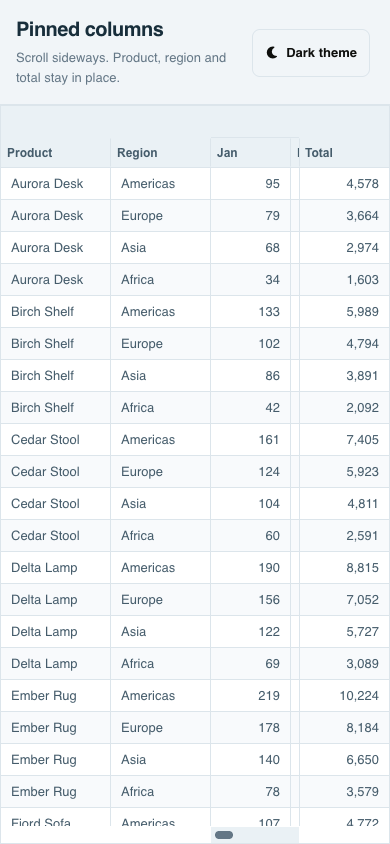 Pinned columns
Scroll sideways. Product, region and
total stay in place.
Dark theme
Product Region Jan Total
Aurora Desk Americas 95 4,578
Aurora Desk Europe 79 3,664
Aurora Desk Asia 68 2,974
Aurora Desk Africa 34 1,603
Birch Shelf Americas 133 5,989
Birch Shelf Europe 102 4,794
Birch Shelf Asia 86 3,891
Birch Shelf Africa 42 2,092
Cedar Stool Americas 161 7,405
Cedar Stool Europe 124 5,923
Cedar Stool Asia 104 4,811
Cedar Stool Africa 60 2,591
Delta Lamp Americas 190 8,815
Delta Lamp Europe 156 7,052
Delta Lamp Asia 122 5,727
Delta Lamp Africa 69 3,089
Ember Rug Americas 219 10,224
Ember Rug Europe 178 8,184
Ember Rug Asia 140 6,650
Ember Rug Africa 78 3,579
Fjord Sofa Americas 107 4,772